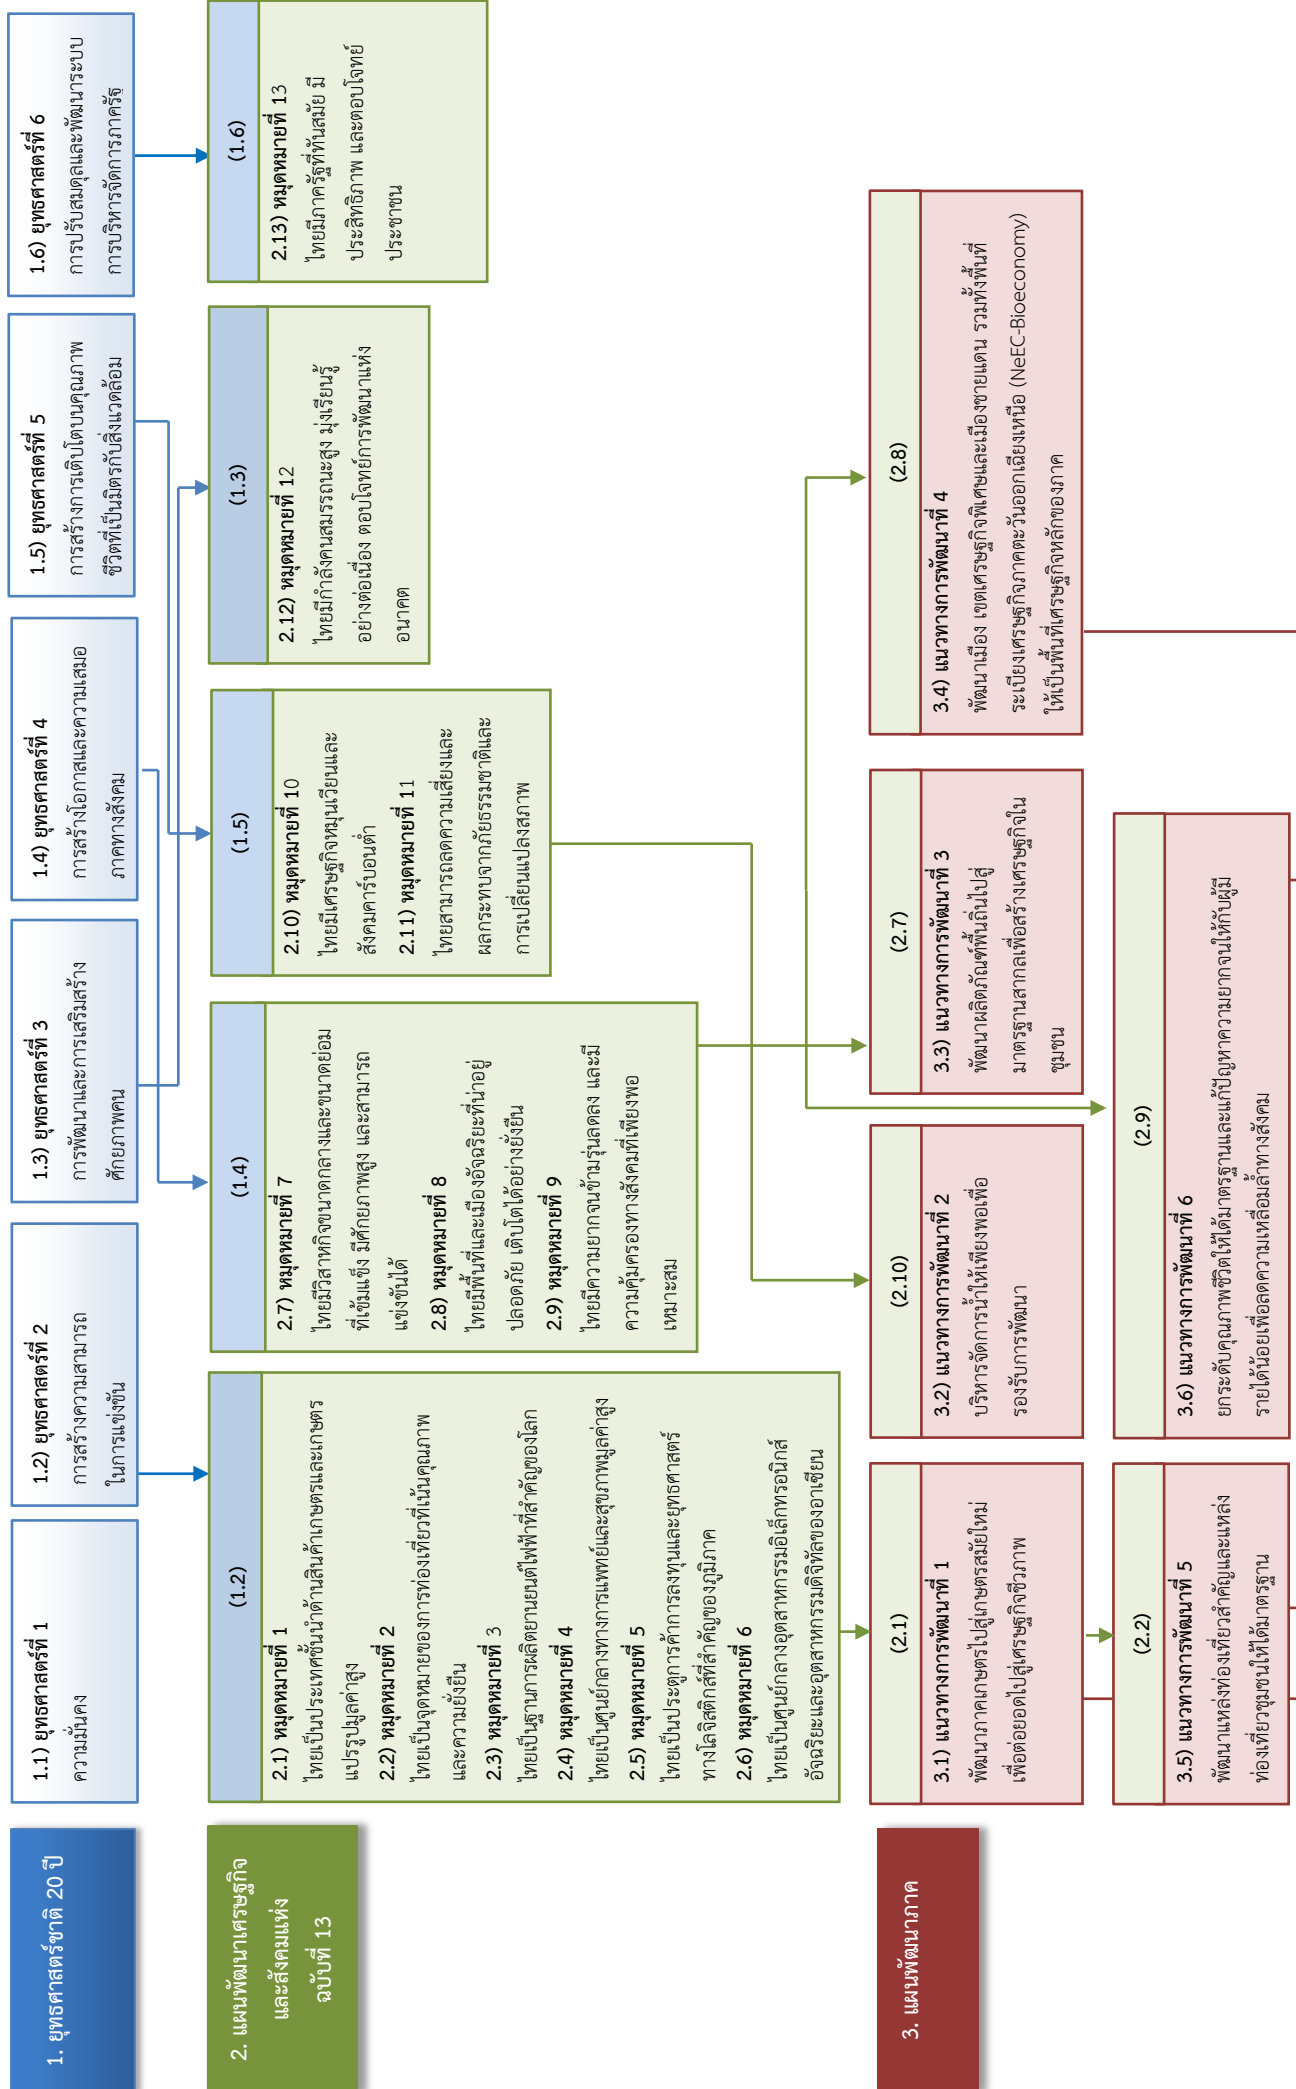 1. ยุทธศาสตร์ชาติ 20 ปี
1.1) ยุทธศาสตร์ที่ 1
ความมั่นคง
1.2) ยุทธศาสตร์ที่ 2
การสร้างความสามารถ
ในการแข่งขัน
1.3) ยุทธศาสตร์ที่ 3
การพัฒนาและการเสริมสร้าง
ศักยภาพคน
1.4) ยุทธศาสตร์ที่ 4
การสร้างโอกาสและความเสมอ
ภาคทางสังคม
1.5) ยุทธศาสตร์ที่ 5
การสร้างการเติบโตบนคุณภาพ
ชีวิตที่เป็นมิตรกับสิ่งแวดล้อม
1.6) ยุทธศาสตร์ที่ 6
การปรับสมดุลและพัฒนาระบบ
การบริหารจัดการภาครัฐ
2. แผนพัฒนาเศรษฐกิจ
และสังคมแห่ง
ฉบับที่ 13
(1.2)
2.1) หมุดหมายที่ 1
ไทยเป็นประเทศชั้นนำด้านสินค้าเกษตรและเกษตร
แปรรูปมูลค่าสูง
2.2) หมุดหมายที่ 2
ไทยเป็นจุดหมายของการท่องเที่ยวที่เน้นคุณภาพ
และความยั่งยืน
2.3) หมุดหมายที่ 3
ไทยเป็นฐานการผลิตยานยนต์ไฟฟ้าที่สำคัญของโลก
2.4) หมุดหมายที่ 4
ไทยเป็นศูนย์กลางทางการแพทย์และสุขภาพมูลค่าสูง
2.5) หมุดหมายที่ 5
ไทยเป็นประตูการค้าการลงทุนและยุทธศาสตร์
ทางโลจิสติกส์ที่สำคัญของภูมิภาค
2.6) หมุดหมายที่ 6
ไทยเป็นศูนย์กลางอุตสาหกรรมอิเล็กทรอนิกส์
อัจฉริยะและอุตสาหกรรมดิจิทัลของอาเซียน
(1.4)
2.7) หมุดหมายที่ 7
ไทยมีวิสาหกิจขนาดกลางและขนาดย่อม
ที่เข้มแข็ง มีศักยภาพสูง และสามารถ
แข่งขันได้
2.8) หมุดหมายที่ 8
ไทยมีพื้นที่และเมืองอัจฉริยะที่น่าอยู่
ปลอดภัย เติบโตได้อย่างยั่งยืน
2.9) หมุดหมายที่ 9
ไทยมีความยากจนข้ามรุ่นลดลง และมี
ความคุ้มครองทางสังคมที่เพียงพอ
เหมาะสม
(1.5)
2.10) หมุดหมายที่ 10
ไทยมีเศรษฐกิจหมุนเวียนและ
สังคมคาร์บอนต่ำ
2.11) หมุดหมายที่ 11
ไทยสามารถลดความเสี่ยงและ
ผลกระทบจากภัยธรรมชาติและ
การเปลี่ยนแปลงสภาพ
(1.3)
2.12) หมุดหมายที่ 12
ไทยมีกำลังคนสมรรถนะสูง มุ่งเรียนรู้
อย่างต่อเนื่อง ตอบโจทย์การพัฒนาแห่ง
อนาคต
(1.6)
2.13) หมุดหมายที่ 13
ไทยมีภาครัฐที่ทันสมัย มี
ประสิทธิภาพ และตอบโจทย์
ประชาชน
3. แผนพัฒนาภาค
(2.1)
3.1) แนวทางการพัฒนาที่ 1
พัฒนาภาคเกษตรไปสู่เกษตรสมัยใหม่
เพื่อต่อยอดไปสู่เศรษฐกิจชีวภาพ
(2.10)
3.2) แนวทางการพัฒนาที่ 2
บริหารจัดการน้ำให้เพียงพอเพื่อ
รองรับการพัฒนา
(2.7)
3.3) แนวทางการพัฒนาที่ 3
พัฒนาผลิตภัณฑ์พื้นถิ่นไปสู่
มาตรฐานสากลเพื่อสร้างเศรษฐกิจใน
ชุมชน
(2.8)
3.4) แนวทางการพัฒนาที่ 4
พัฒนาเมือง เขตเศรษฐกิจพิเศษและเมืองชายแดน รวมทั้งพื้นที่
ระเบียงเศรษฐกิจภาคตะวันออกเฉียงเหนือ (NeEC-Bioeconomy)
ให้เป็นพื้นที่เศรษฐกิจหลักของภาค
(2.2)
3.5) แนวทางการพัฒนาที่ 5
พัฒนาแหล่งท่องเที่ยวสำคัญและแหล่ง
ท่องเที่ยวชุมชนให้ได้มาตรฐาน
(2.9)
3.6) แนวทางการพัฒนาที่ 6
ยกระดับคุณภาพชีวิตให้ได้มาตรฐานและแก้ปัญหาความยากจนให้กับผู้มี
รายได้น้อยเพื่อลดความเหลื่อมล้ำทางสังคม